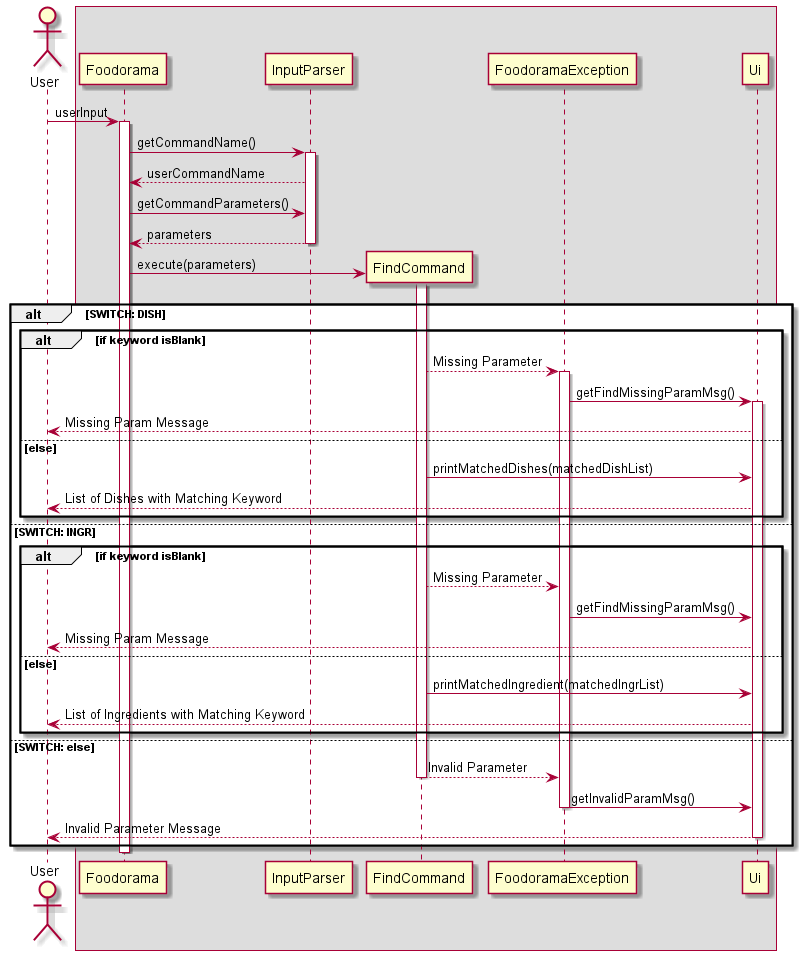 User
Foodorama
InputParser
FoodoramaException
Ui
userInput
getCommandName()
userCommandName
getCommandParameters()
parameters
execute(parameters)
FindCommand
alt [SWITCH: DISH]
alt [if keyword isBlank]
Missing Parameter
getFindMissingParamMsg()
Missing Param Message
[else]
printMatchedDishes(matchedDishList)
List of Dishes with Matching Keyword
[SWITCH: INGR]
alt [if keyword isBlank]
Missing Parameter
getFindMissingParamMsg()
Missing Param Message
[else]
printMatchedIngredient(matchedIngrList)
List of Ingredients with Matching Keyword
[SWITCH: else]
Invalid Parameter
getInvalidParamMsg()
Invalid Parameter Message
User
Foodorama
InputParser
FindCommand
FoodoramaException
Ui